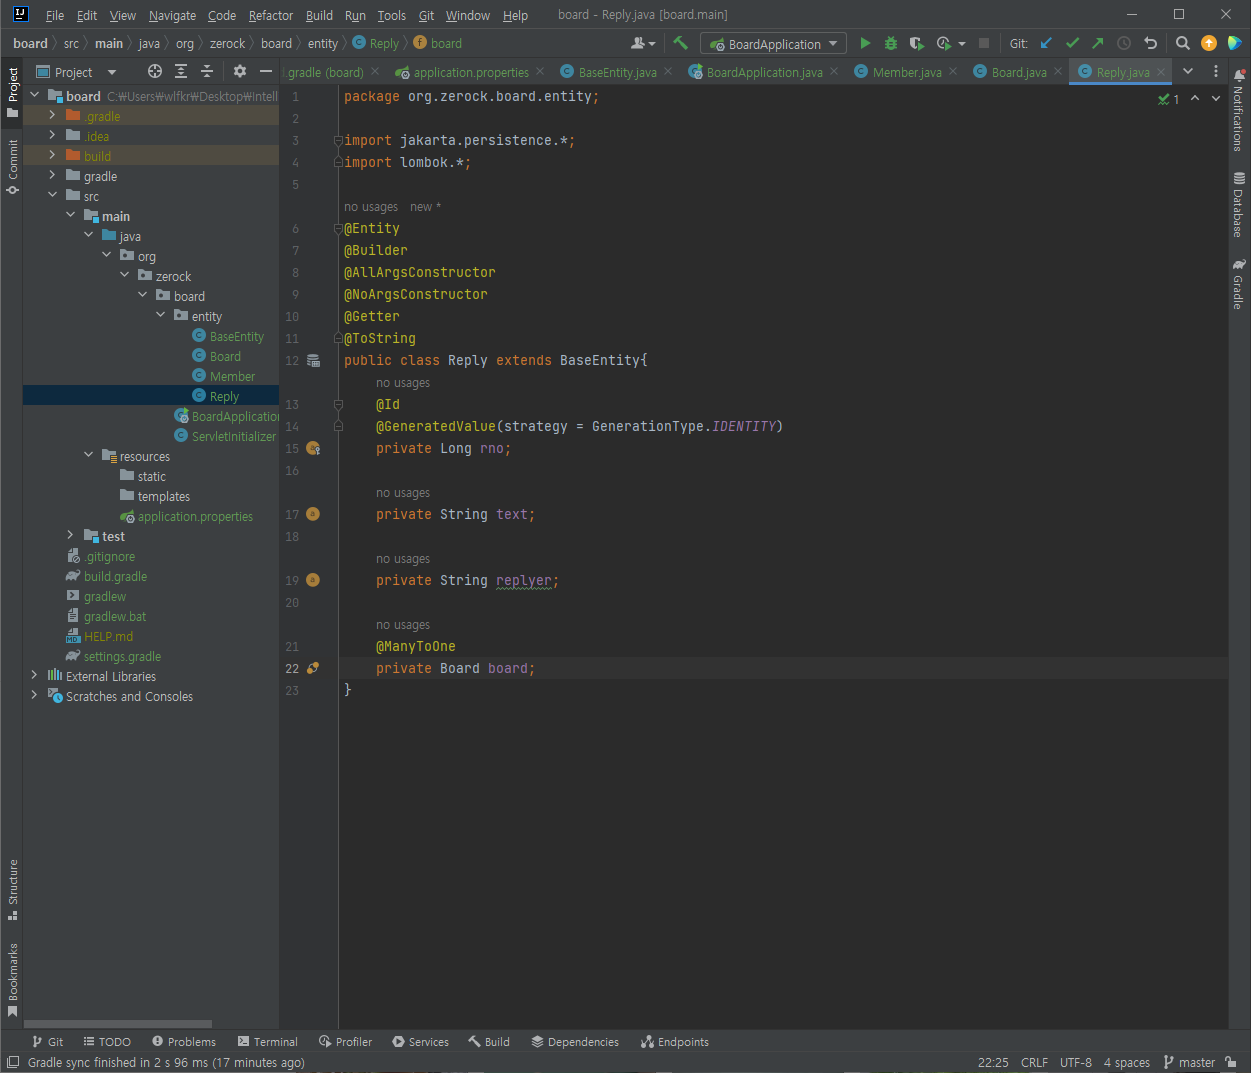 File Edit View Navigate Code Refactor Build Run Tools Git Window Help board - Reply.java [board.main]
board src main java org zerock board entity Reply board BoardApplication Git:
Project
.gradle (board) application.properties BaseEntity.java BoardApplication.java Member.java Board.java Reply.java
board C:₩Users₩wlfkr₩Desktop₩Intell
.gradle
.idea
build
gradle
src
main
java
org
zerock
board
entity
BaseEntity
Board
Member
Reply
BoardApplication
ServletInitializer
resources
static
templates
application.properties
test
.gitignore
build.gradle
gradlew
gradlew.bat
HELP.md
settings.gradle
External Libraries
Scratches and Consoles
1 package org.zerock.board.entity;
2
3 import jakarta.persistence.*;
4 import lombok.*;
5
no usages new *
6 @Entity
7 @Builder
8 @AllArgsConstructor
9 @NoArgsConstructor
10 @Getter
11 @ToString
12 public class Reply extends BaseEntity{
no usages
13 @Id
14 @GeneratedValue(strategy = GenerationType.IDENTITY)
15 private Long rno;
16
no usages
17 private String text;
18
no usages
19 private String replyer;
20
no usages
21 @ManyToOne
22 private Board board;
23 }
1
Project
Commit
Structure
Bookmarks
Notifications
Database
Gradle
Git TODO Problems Terminal Profiler Services Build Dependencies Endpoints
Gradle sync finished in 2 s 96 ms (17 minutes ago) 22:25 CRLF UTF-8 4 spaces master